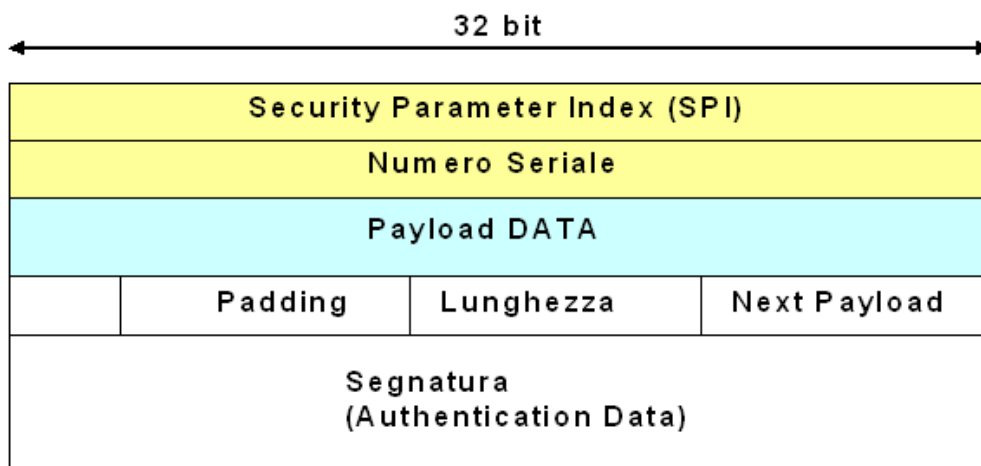 32 bit
Security Parameter Index (SPI)
Numero Seriale
Payload DATA
Padding
Lunghezza
Next Payload
Segnatura
(Authentication Data)